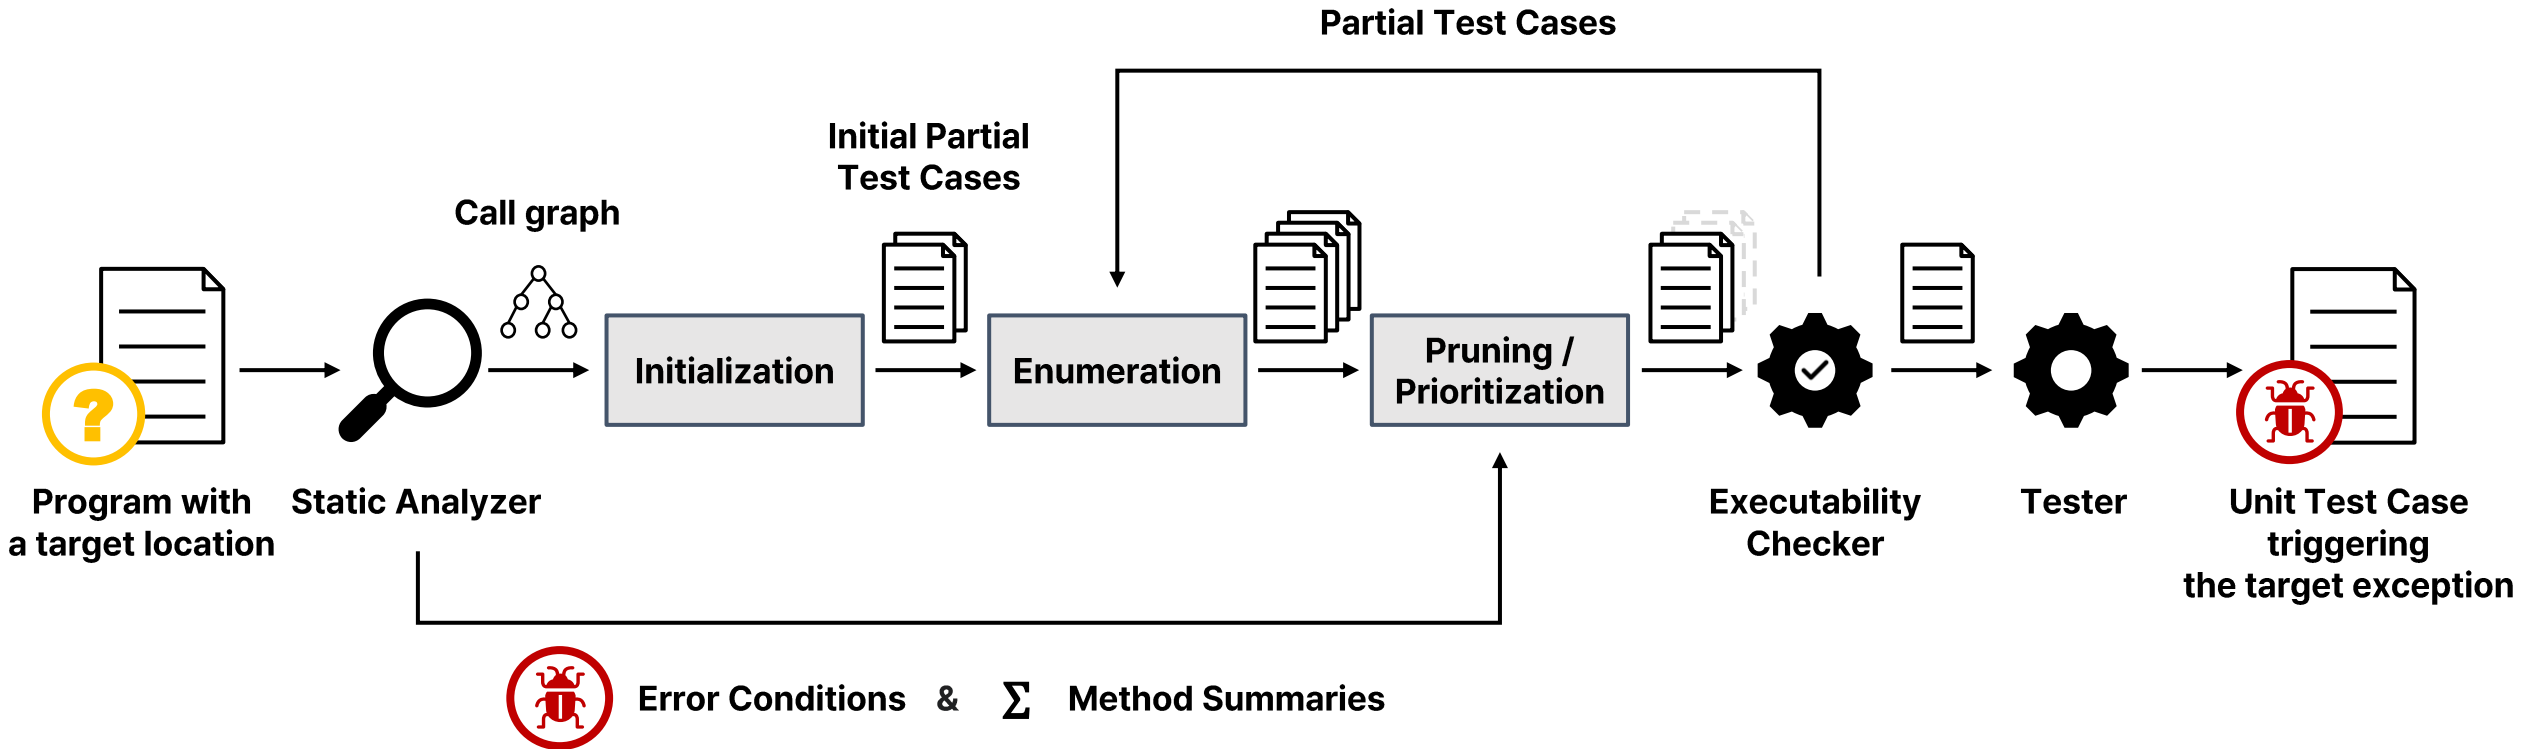 Partial Test Cases
Initial Partial
Test Cases
Call graph
?
Initialization
Enumeration
Pruning /
Prioritization
Program with
a target location
Static Analyzer
Executability
Checker
Tester
Unit Test Case
triggering
the target exception
Error Conditions & Σ Method Summaries